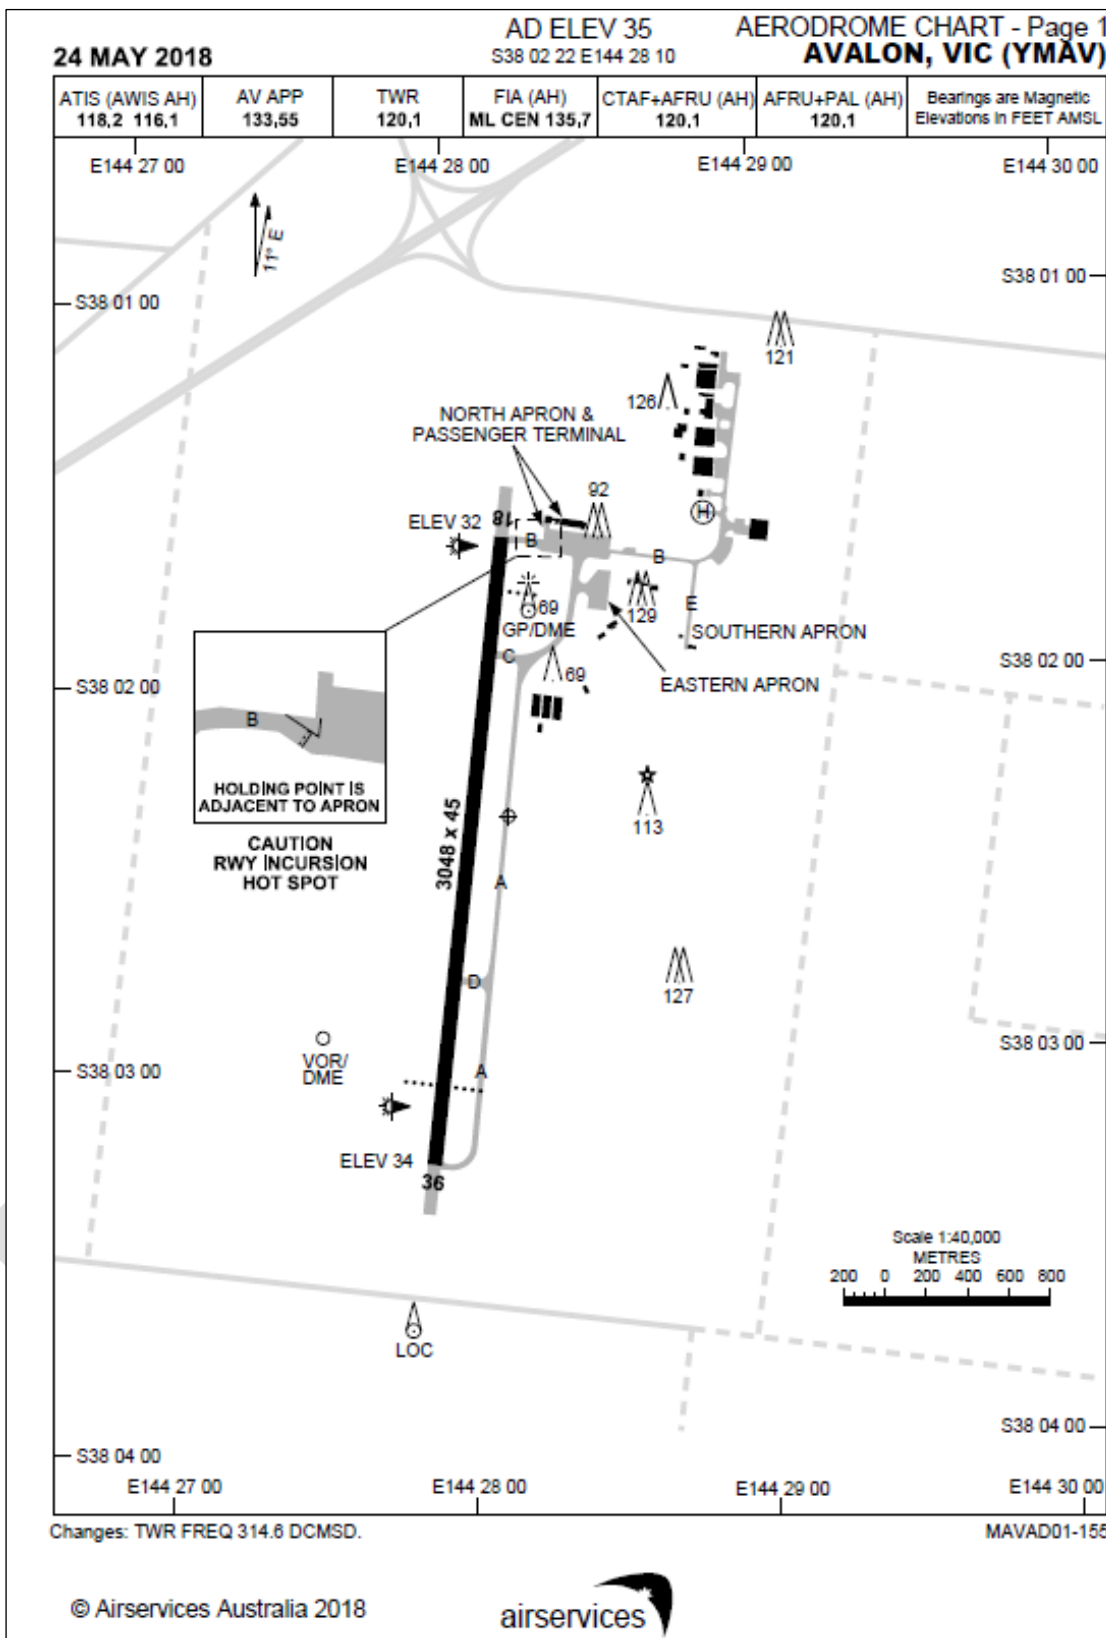 24 MAY 2018
AD ELEV 35
S38 02 22 E144 28 10
AERODROME CHART - Page 1
AVALON, VIC (YMAV)
ATIS (AWIS AH)
118,2 116,1
AV APP
133,55
TWR
120,1
FIA (AH)
ML CEN 135,7
CTAF+AFRU (AH)
120,1
AFRU+PAL (AH)
120,1
Bearings are Magnetic
Elevations in FEET AMSL
E144 27 00
E144 28 00
E144 29 00
E144 30 00
11° E
S38 01 00
S38 01 00
121
126
NORTH APRON &
PASSENGER TERMINAL
92
ELEV 32
18
H
B
B
69
GP/DME
129
E
SOUTHERN APRON
C
S38 02 00
S38 02 00
69
EASTERN APRON
B
HOLDING POINT IS
ADJACENT TO APRON
CAUTION
RWY INCURSION
HOT SPOT
113
3048 x 45
A
D
127
VOR/
DME
S38 03 00
S38 03 00
A
ELEV 34
36
Scale 1:40,000
METRES
200 0 200 400 600 800
LOC
S38 04 00
S38 04 00
E144 27 00
E144 28 00
E144 29 00
E144 30 00
Changes: TWR FREQ 314.6 DCMSD.
MAVAD01-155
© Airservices Australia 2018
airservices